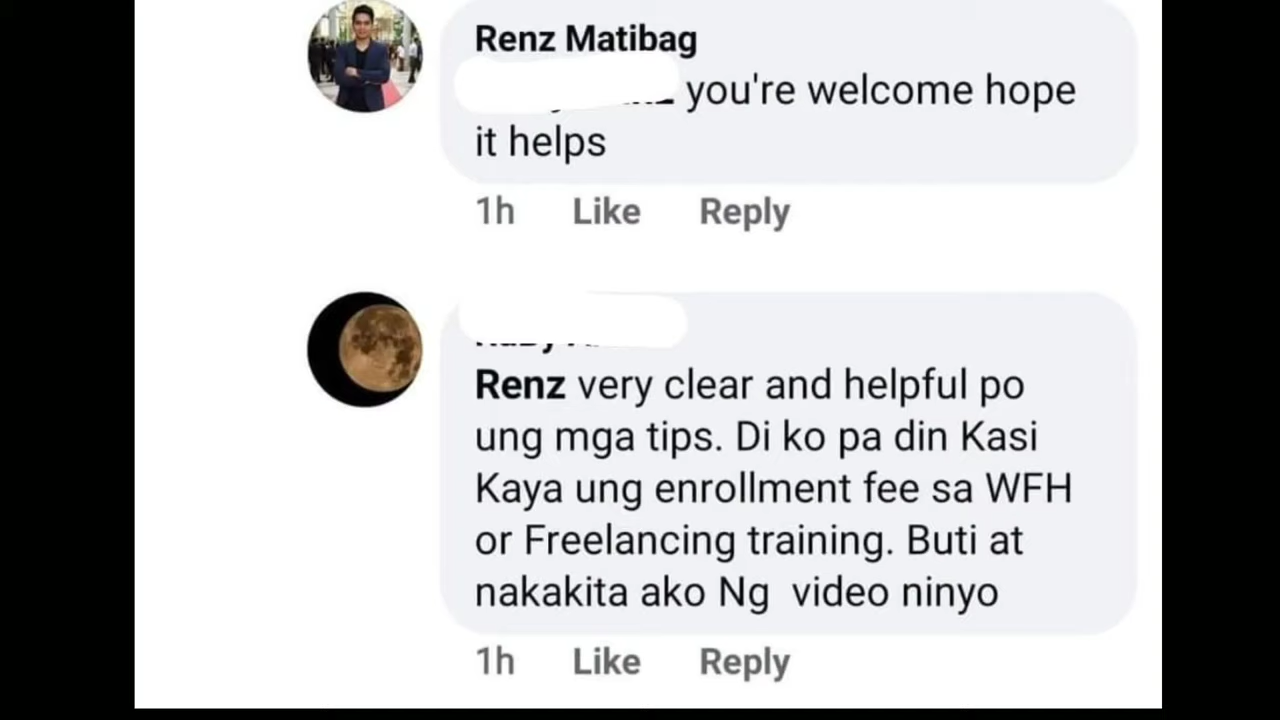 Renz Matibag
you're welcome hope
it helps
1h Like Reply
Renz very clear and helpful po
ung mga tips. Di ko pa din Kasi
Kaya ung enrollment fee sa WFH
or Freelancing training. Buti at
nakakita ako Ng video ninyo
1h Like Reply